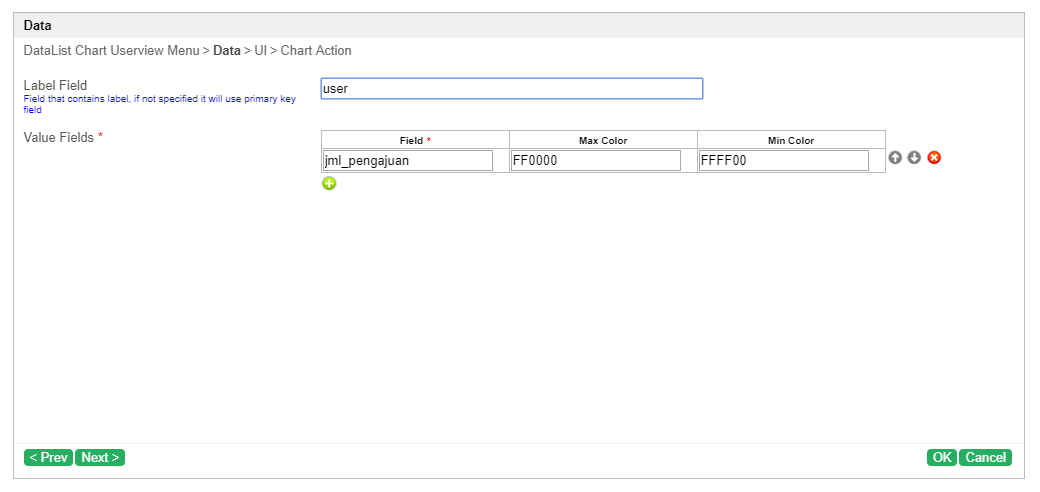 Data
DataList Chart Userview Menu > Data > UI > Chart Action
Label Field
Field that contains label, if not specified it will use primary key
field
user
Value Fields *
Field * Max Color Min Color
jml_pengajuan FF0000 FFFF00
< Prev Next > OK Cancel